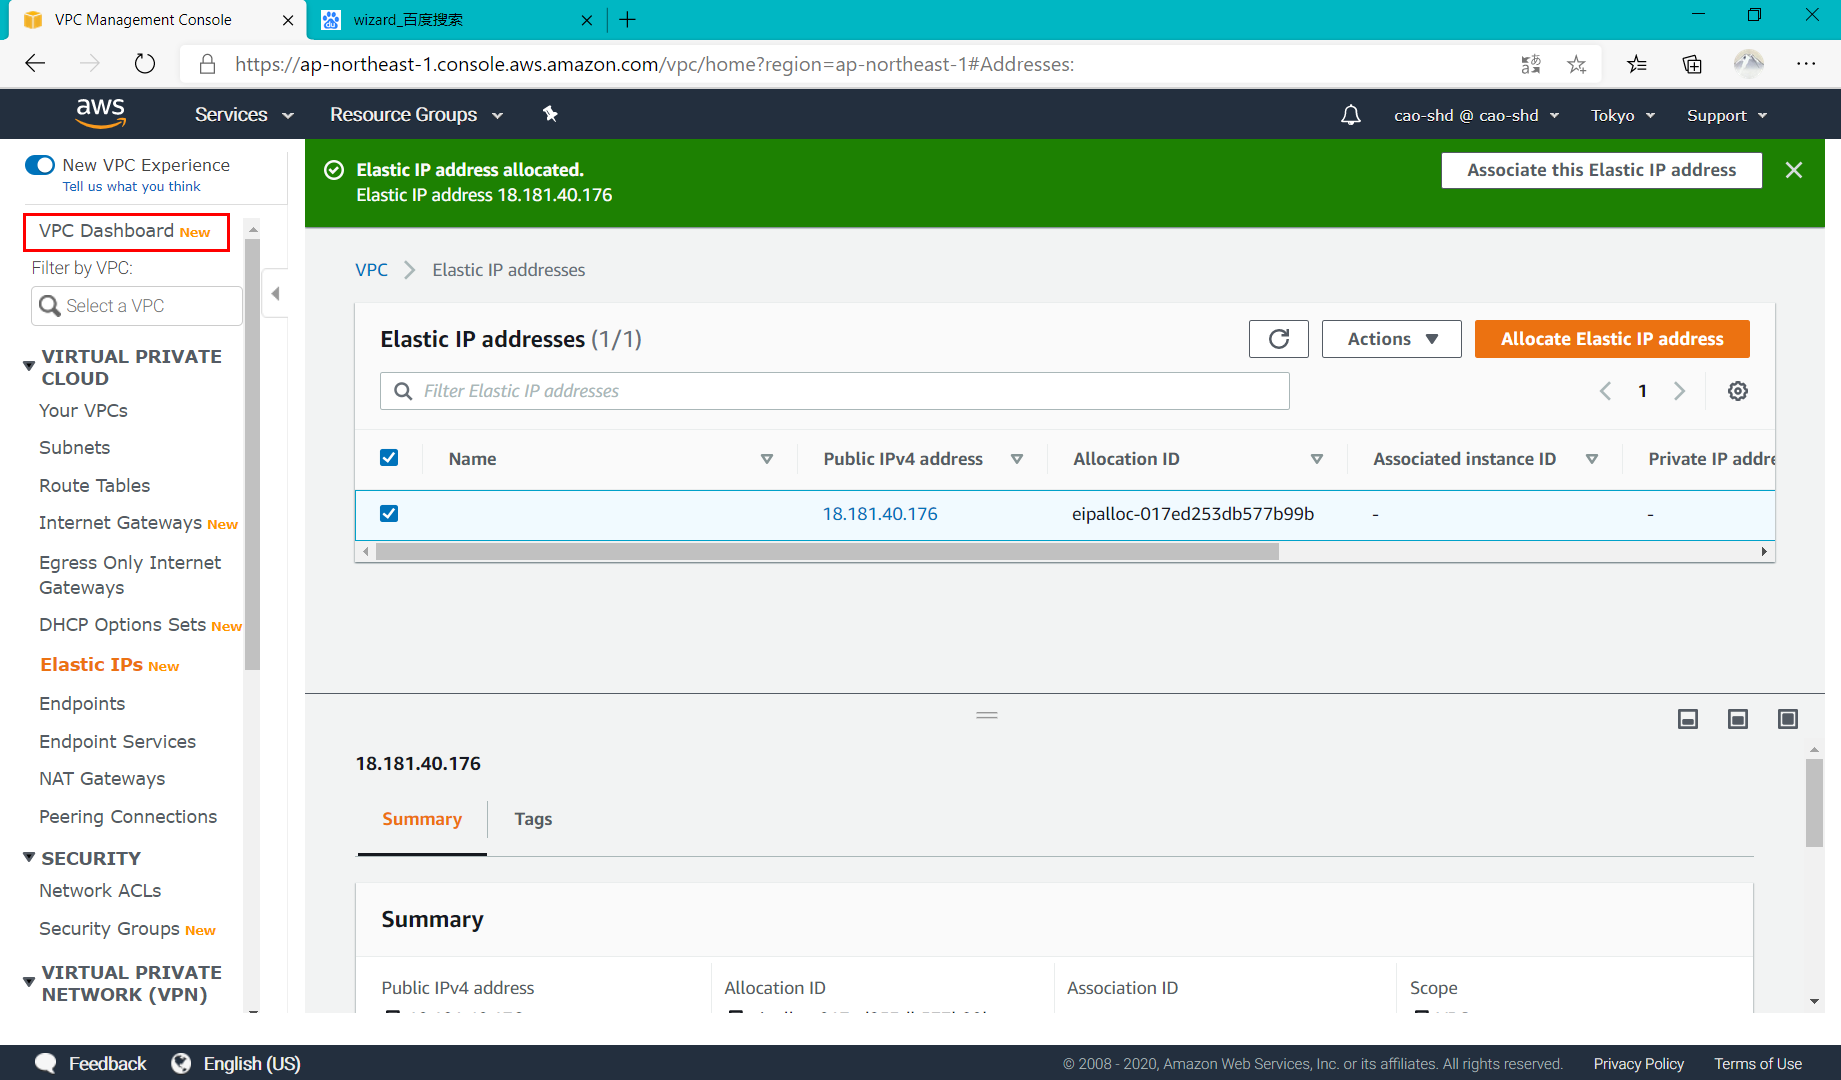 VPC Management Console
wizard_百度搜索
https://ap-northeast-1.console.aws.amazon.com/vpc/home?region=ap-northeast-1#Addresses:
aws
Services
Resource Groups
cao-shd @ cao-shd
Tokyo
Support
New VPC Experience
Tell us what you think
VPC Dashboard New
Filter by VPC:
Select a VPC
VIRTUAL PRIVATE
CLOUD
Your VPCs
Subnets
Route Tables
Internet Gateways New
Egress Only Internet
Gateways
DHCP Options Sets New
Elastic IPs New
Endpoints
Endpoint Services
NAT Gateways
Peering Connections
SECURITY
Network ACLs
Security Groups New
VIRTUAL PRIVATE
NETWORK (VPN)
Elastic IP address allocated.
Elastic IP address 18.181.40.176
Associate this Elastic IP address
VPC
Elastic IP addresses
Elastic IP addresses (1/1)
Actions
Allocate Elastic IP address
Filter Elastic IP addresses
1
Name
Public IPv4 address
Allocation ID
Associated instance ID
Private IP addre
18.181.40.176
eipalloc-017ed253db577b99b
-
-
18.181.40.176
Summary
Tags
Summary
Public IPv4 address
Allocation ID
Association ID
Scope
Feedback
English (US)
© 2008 - 2020, Amazon Web Services, Inc. or its affiliates. All rights reserved.
Privacy Policy
Terms of Use